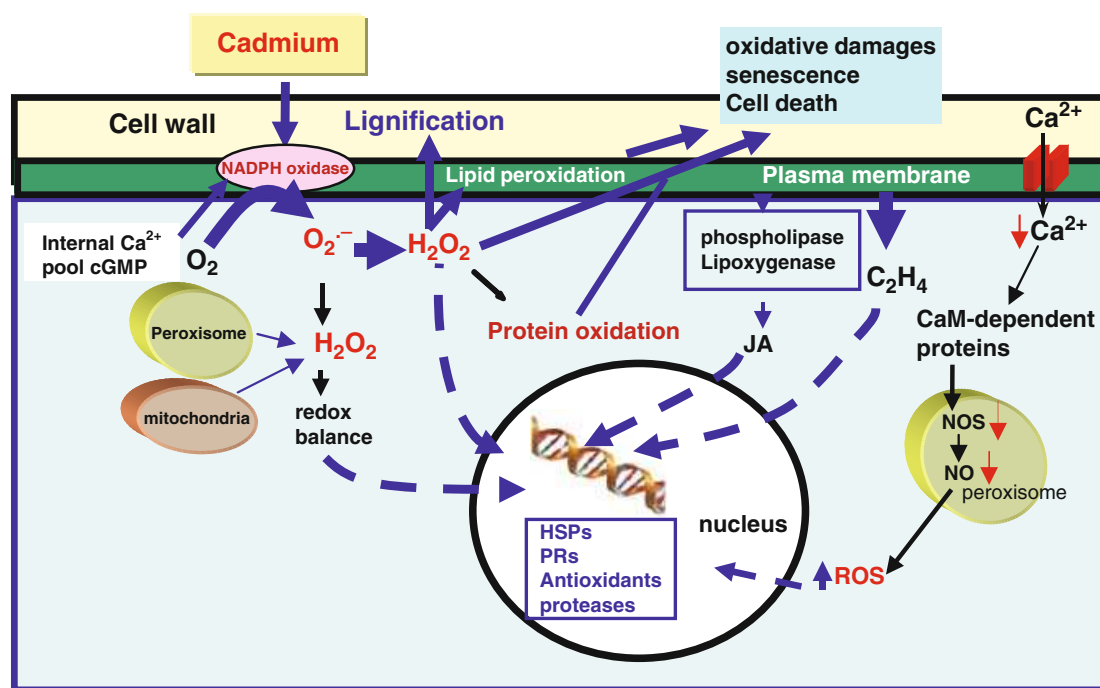 Cadmium
oxidative damages
senescence
Cell death
Cell wall
Lignification
Ca²⁺
NADPH oxidase
Lipid peroxidation
Plasma membrane
Internal Ca²⁺
pool cGMP
O₂
O₂·–
H₂O₂
phospholipase
Lipoxygenase
C₂H₄
Ca²⁺
Peroxisome
H₂O₂
Protein oxidation
JA
CaM-dependent
proteins
mitochondria
redox
balance
NOS
NO
peroxisome
nucleus
HSPs
PRs
Antioxidants
proteases
ROS